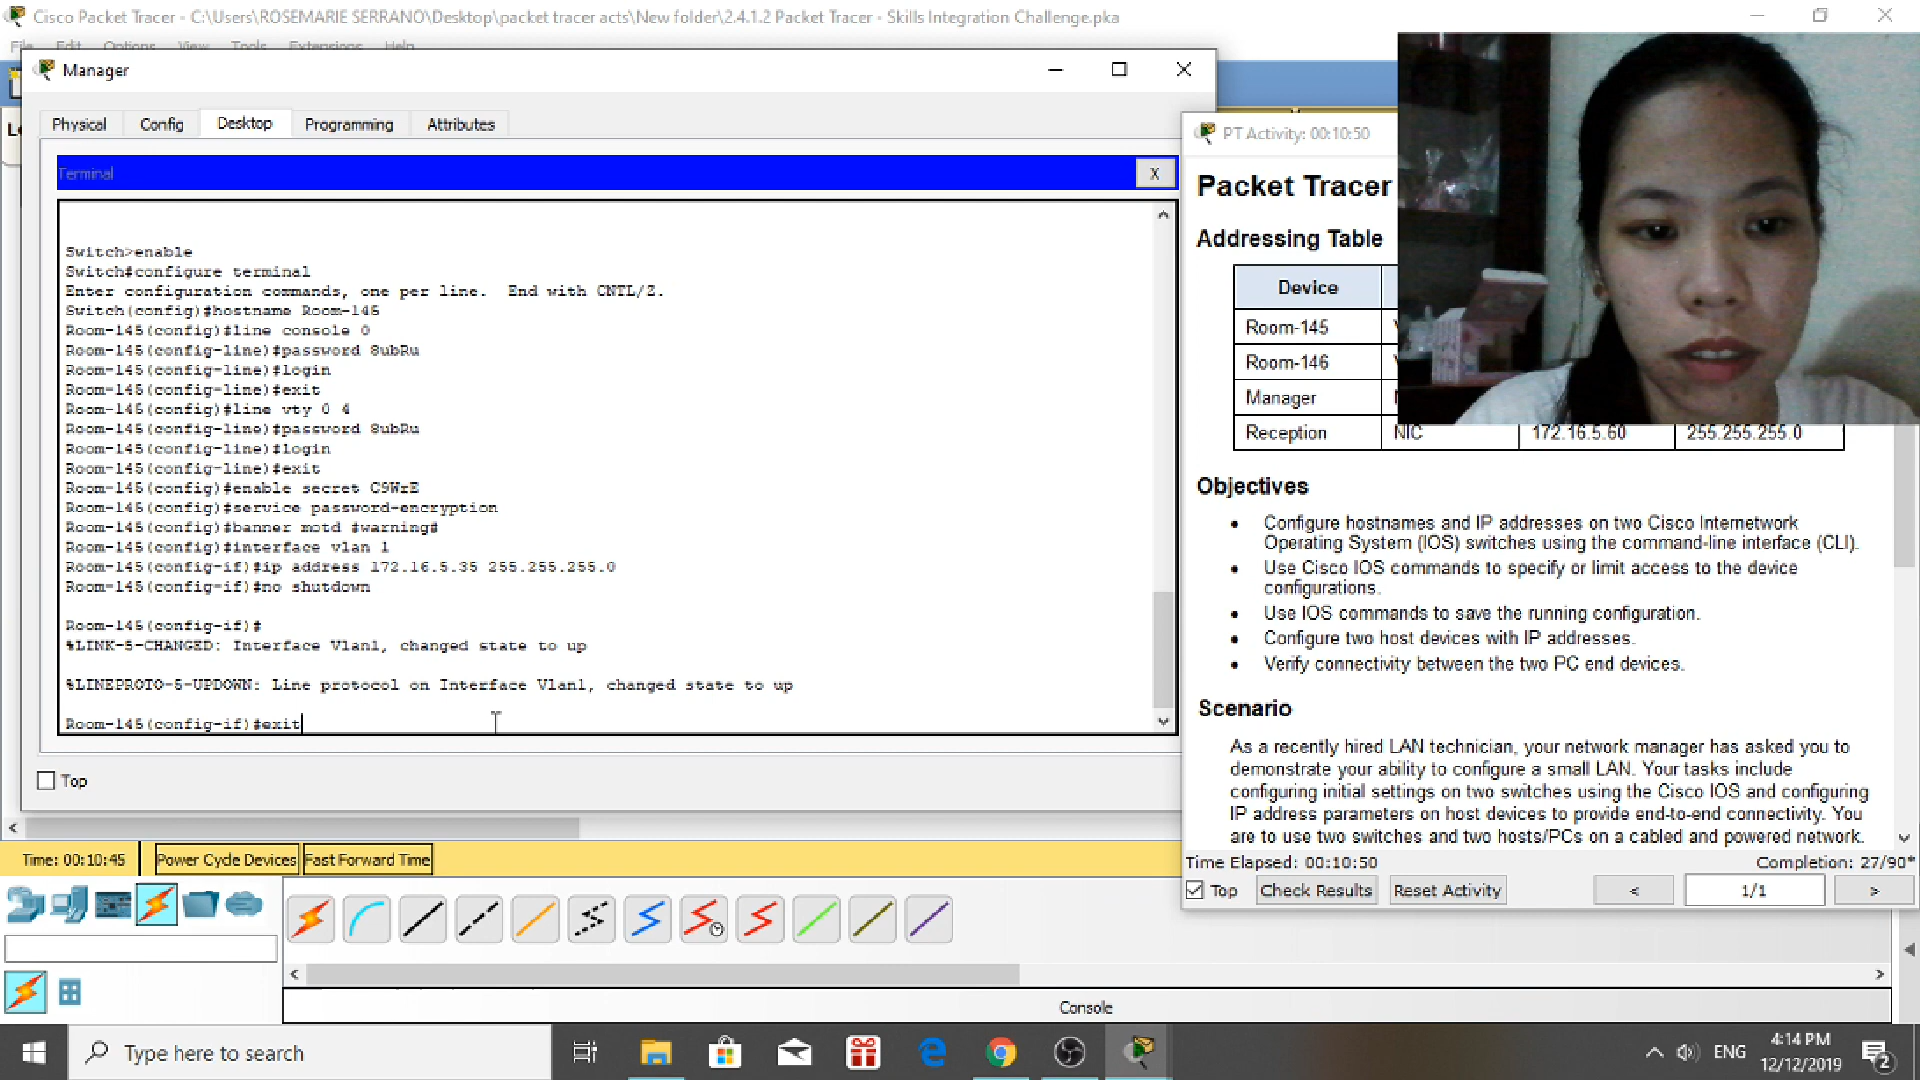 Cisco Packet Tracer - C:\Users\ROSEMARIE SERRANO\Desktop\packet tracer acts\New folder\2.4.1.2 Packet Tracer - Skills Integration Challenge.pka
File Edit Options View Tools Extensions Help
Manager
Physical Config Desktop Programming Attributes
Terminal
X
Switch>enable
Switch#configure terminal
Enter configuration commands, one per line. End with CNTL/Z.
Switch(config)#hostname Room-145
Room-145(config)#line console 0
Room-145(config-line)#password 8ubRu
Room-145(config-line)#login
Room-145(config-line)#exit
Room-145(config)#line vty 0 4
Room-145(config-line)#password 8ubRu
Room-145(config-line)#login
Room-145(config-line)#exit
Room-145(config)#enable secret C9WrE
Room-145(config)#service password-encryption
Room-145(config)#banner motd #warning#
Room-145(config)#interface vlan 1
Room-145(config-if)#ip address 172.16.5.35 255.255.255.0
Room-145(config-if)#no shutdown
Room-145(config-if)#
%LINK-5-CHANGED: Interface Vlan1, changed state to up
%LINEPROTO-5-UPDOWN: Line protocol on Interface Vlan1, changed state to up
Room-145(config-if)#exit
Top
PT Activity: 00:10:50
Packet Tracer
Addressing Table
Device
Room-145
Room-146
Manager
Reception NIC 172.16.5.60 255.255.255.0
Objectives
• Configure hostnames and IP addresses on two Cisco Internetwork
Operating System (IOS) switches using the command-line interface (CLI).
• Use Cisco IOS commands to specify or limit access to the device
configurations.
• Use IOS commands to save the running configuration.
• Configure two host devices with IP addresses.
• Verify connectivity between the two PC end devices.
Scenario
As a recently hired LAN technician, your network manager has asked you to
demonstrate your ability to configure a small LAN. Your tasks include
configuring initial settings on two switches using the Cisco IOS and configuring
IP address parameters on host devices to provide end-to-end connectivity. You
are to use two switches and two hosts/PCs on a cabled and powered network.
Time Elapsed: 00:10:50 Completion: 27/90*
Top Check Results Reset Activity < 1/1 >
Time: 00:10:45 Power Cycle Devices Fast Forward Time
Console
Type here to search
ENG
4:14 PM
12/12/2019
2